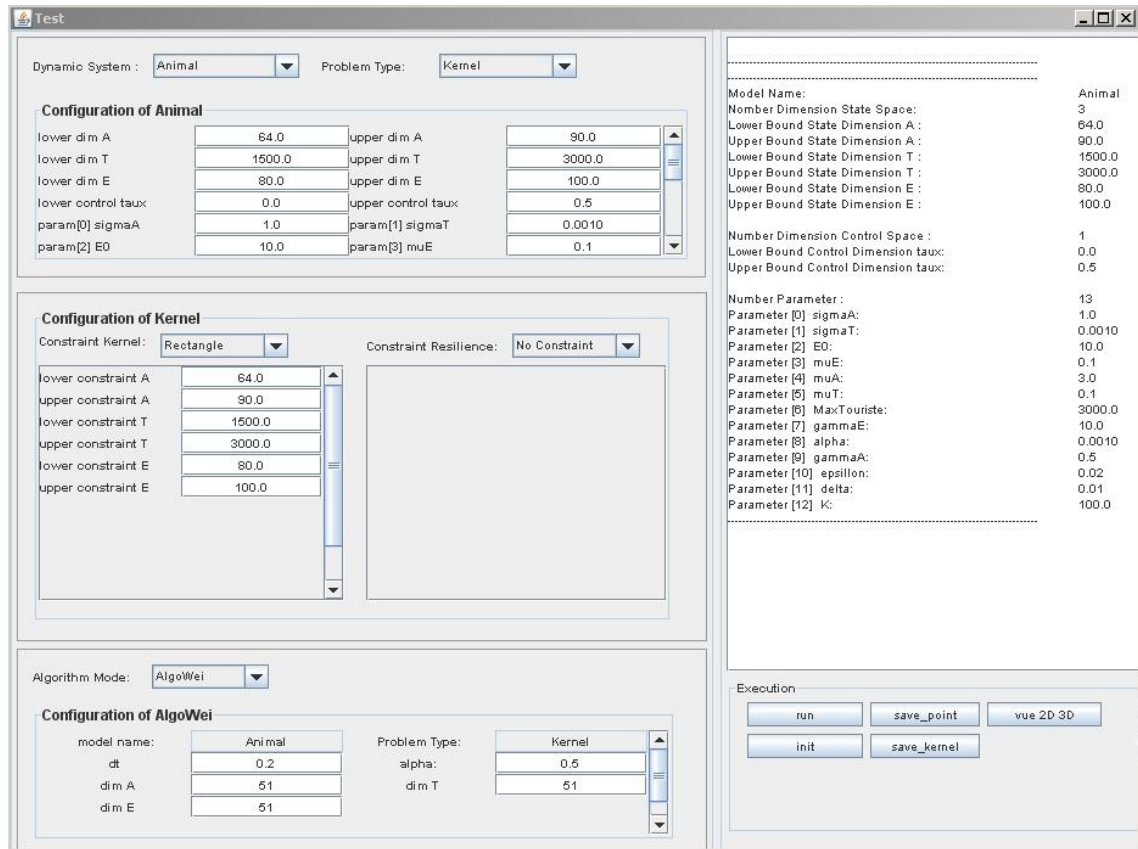 Test
Dynamic System : Animal Problem Type: Kernel
Configuration of Animal
lower dim A 64.0 upper dim A 90.0
lower dim T 1500.0 upper dim T 3000.0
lower dim E 80.0 upper dim E 100.0
lower control taux 0.0 upper control taux 0.5
param[0] sigmaA 1.0 param[1] sigmaT 0.0010
param[2] E0 10.0 param[3] muE 0.1
Configuration of Kernel
Constraint Kernel: Rectangle Constraint Resilience: No Constraint
lower constraint A 64.0
upper constraint A 90.0
lower constraint T 1500.0
upper constraint T 3000.0
lower constraint E 80.0
upper constraint E 100.0
Algorithm Mode: AlgoWei
Configuration of AlgoWei
model name: Animal Problem Type: Kernel
dt 0.2 alpha: 0.5
dim A 51 dim T 51
dim E 51
Model Name: Animal
Nomber Dimension State Space: 3
Lower Bound State Dimension A : 64.0
Upper Bound State Dimension A : 90.0
Lower Bound State Dimension T : 1500.0
Upper Bound State Dimension T : 3000.0
Lower Bound State Dimension E : 80.0
Upper Bound State Dimension E : 100.0
Number Dimension Control Space : 1
Lower Bound Control Dimension taux: 0.0
Upper Bound Control Dimension taux: 0.5
Number Parameter : 13
Parameter [0] sigmaA: 1.0
Parameter [1] sigmaT: 0.0010
Parameter [2] E0: 10.0
Parameter [3] muE: 0.1
Parameter [4] muA: 3.0
Parameter [5] muT: 0.1
Parameter [6] MaxTouriste: 3000.0
Parameter [7] gammaE: 10.0
Parameter [8] alpha: 0.0010
Parameter [9] gammaA: 0.5
Parameter [10] epsillon: 0.02
Parameter [11] delta: 0.01
Parameter [12] K: 100.0
Execution
run save_point vue 2D 3D
init save_kernel